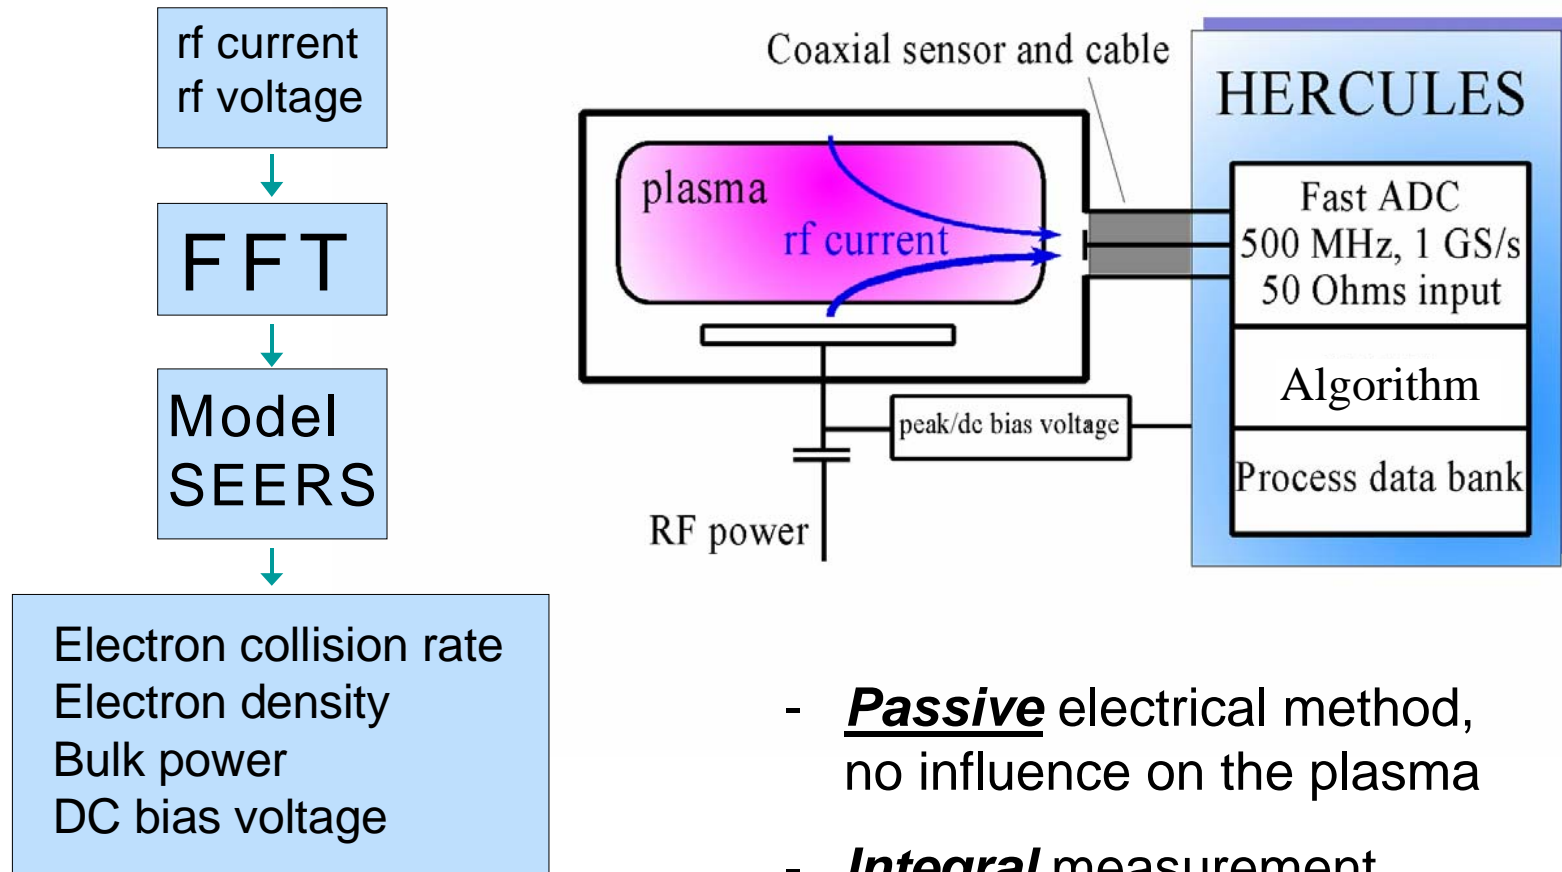 rf current
rf voltage
FFT
Model
SEERS
Electron collision rate
Electron density
Bulk power
DC bias voltage
Coaxial sensor and cable
plasma
rf current
peak/dc bias voltage
RF power
HERCULES
Fast ADC
500 MHz, 1 GS/s
50 Ohms input
Algorithm
Process data bank
- Passive electrical method,
no influence on the plasma
- Integral measurement